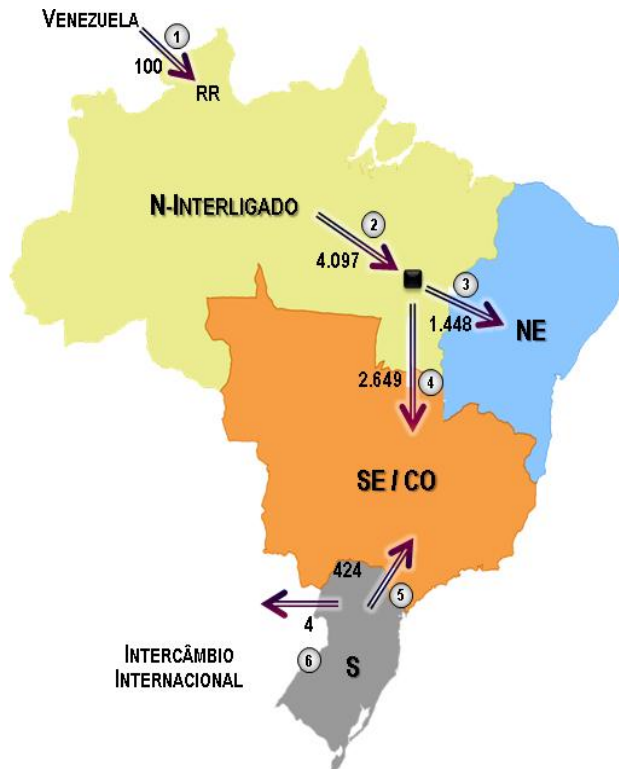 VENEZUELA
1
100
RR
N-INTERLIGADO
2
4.097
3
1.448
NE
2.649
4
SE / CO
424
5
4
INTERCÂMBIO
INTERNACIONAL
6
S